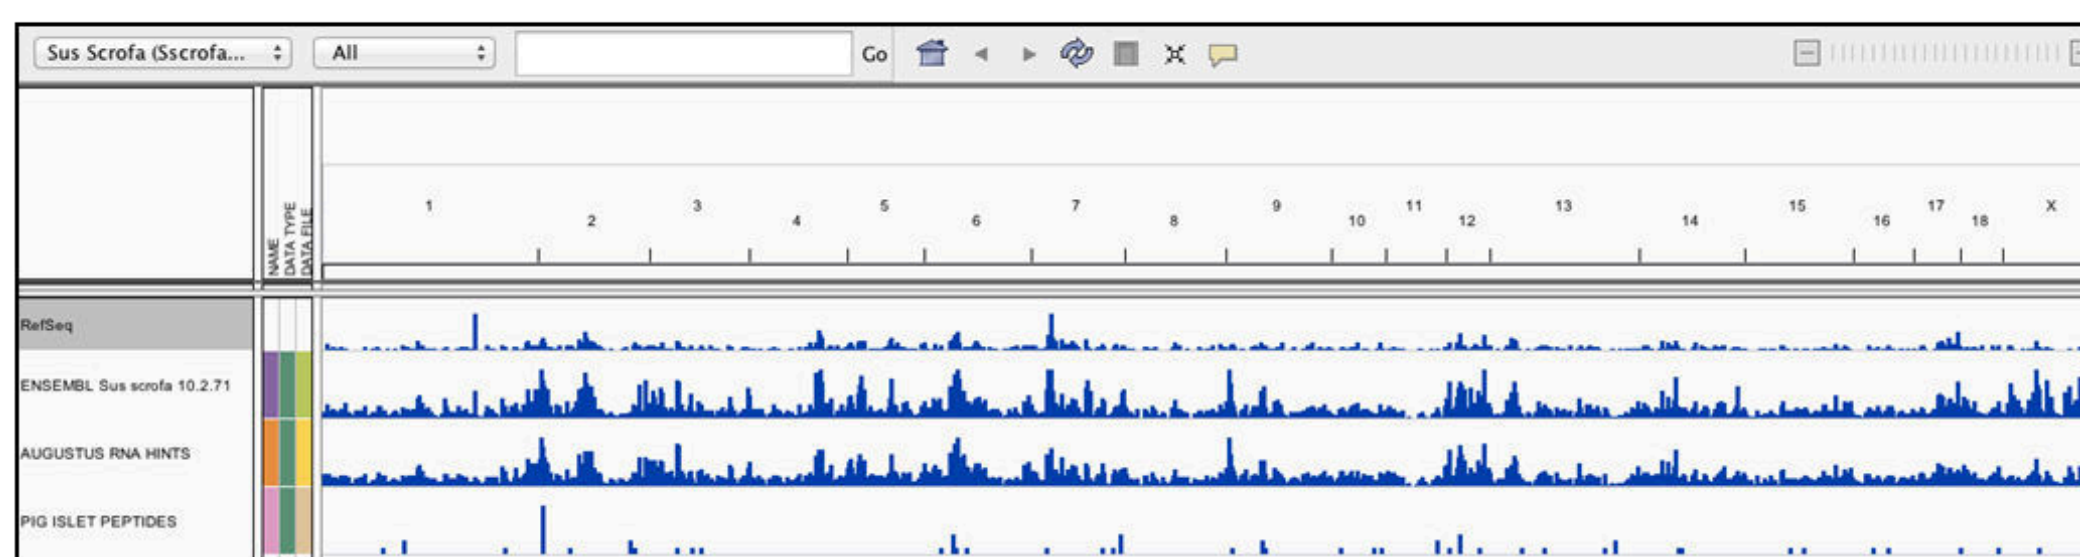 Sus Scrofa (Sscrofa... All Go
NAME
DATA TYPE
DATA FILE
1 2 3 4 5 6 7 8 9 10 11 12 13 14 15 16 17 18 X
RefSeq
ENSEMBL Sus scrofa 10.2.71
AUGUSTUS RNA HINTS
PIG ISLET PEPTIDES